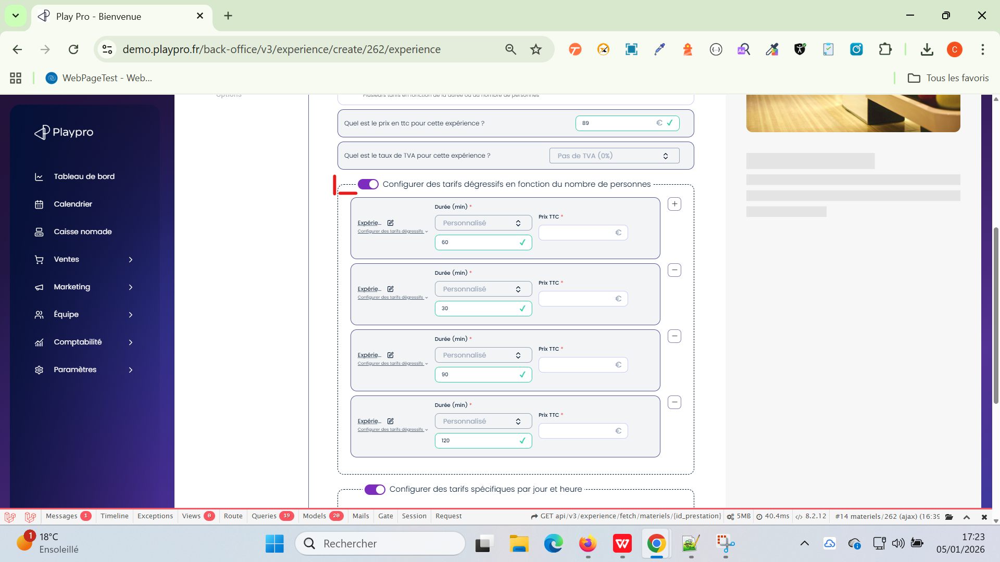 Play Pro - Bienvenue
demo.playpro.fr/back-office/v3/experience/create/262/experience
C
WebPageTest - Web...
Tous les favoris
Options
Plusieurs tarifs en fonction de la durée ou du nombre de personnes
Playpro
Quel est le prix en ttc pour cette expérience ?
89 €
Quel est le taux de TVA pour cette expérience ?
Pas de TVA (0%)
Tableau de bord
Calendrier
Caisse nomade
Ventes
Marketing
Équipe
Comptabilité
Paramètres
Configurer des tarifs dégressifs en fonction du nombre de personnes
Durée (min) *
Prix TTC *
Expérie...
Personnalisé
Configurer des tarifs dégressifs
€
60
Durée (min) *
Prix TTC *
Expérie...
Personnalisé
Configurer des tarifs dégressifs
€
30
Durée (min) *
Prix TTC *
Expérie...
Personnalisé
Configurer des tarifs dégressifs
€
90
Durée (min) *
Prix TTC *
Expérie...
Personnalisé
Configurer des tarifs dégressifs
€
120
Configurer des tarifs spécifiques par jour et heure
Messages 1 Timeline Exceptions Views 0 Route Queries 19 Models 20 Mails Gate Session Request GET api/v3/experience/fetch/materiels/{id_prestation} 5MB 40.4ms 8.2.12 #14 materiels/262 (ajax) (16:39
1
18°C
Ensoleillé
Rechercher
17:23
05/01/2026